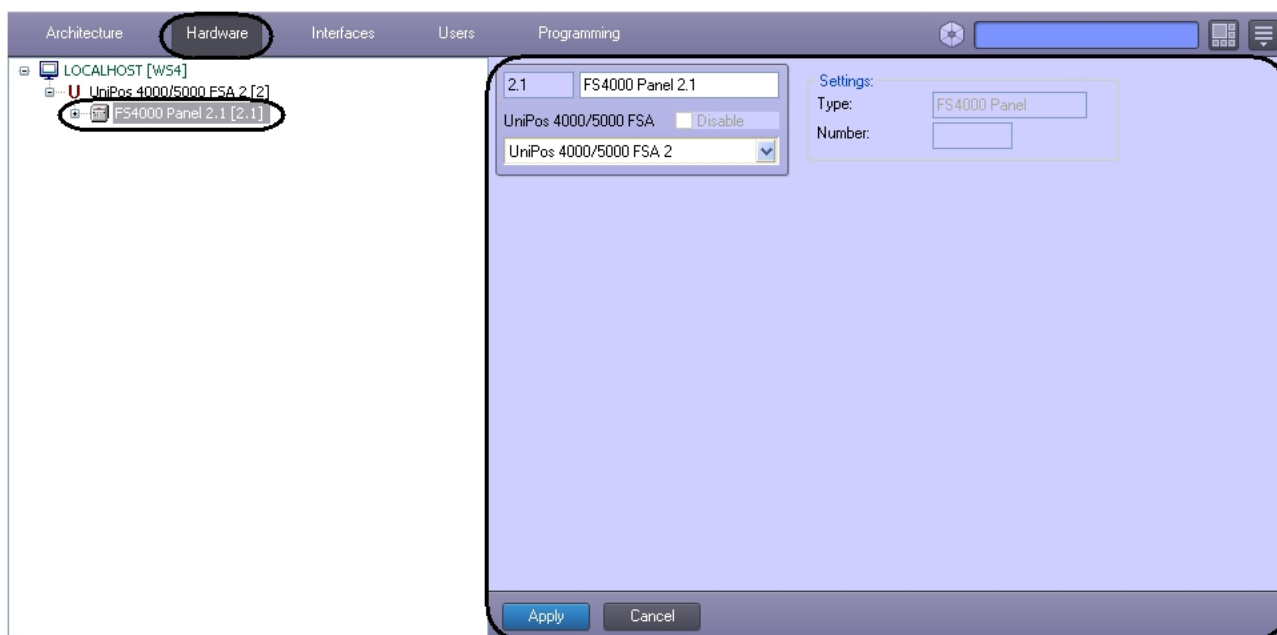 Architecture Hardware Interfaces Users Programming
LOCALHOST [WS4]
UniPos 4000/5000 FSA 2 [2]
FS4000 Panel 2.1 [2.1]
2.1 FS4000 Panel 2.1
UniPos 4000/5000 FSA Disable
UniPos 4000/5000 FSA 2
Settings:
Type: FS4000 Panel
Number:
Apply Cancel